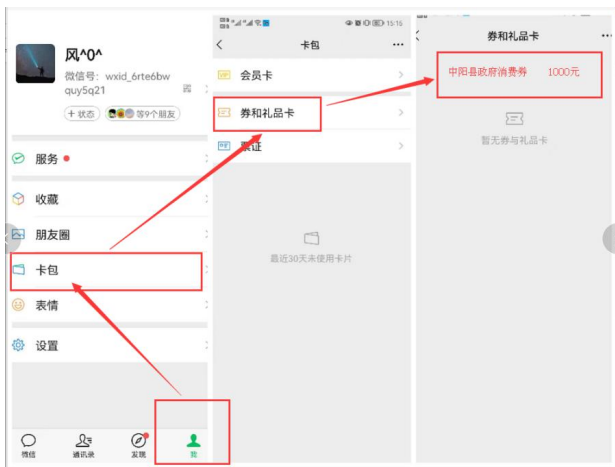 风^0^
微信号：wxid_6rte6bw
quy5q21
+ 状态
等9个朋友
服务
收藏
朋友圈
卡包
表情
设置
微信
通讯录
发现
我
15:16
卡包
会员卡
券和礼品卡
票证
最近30天未使用卡片
券和礼品卡
中阳县政府消费券 1000元
暂无券与礼品卡